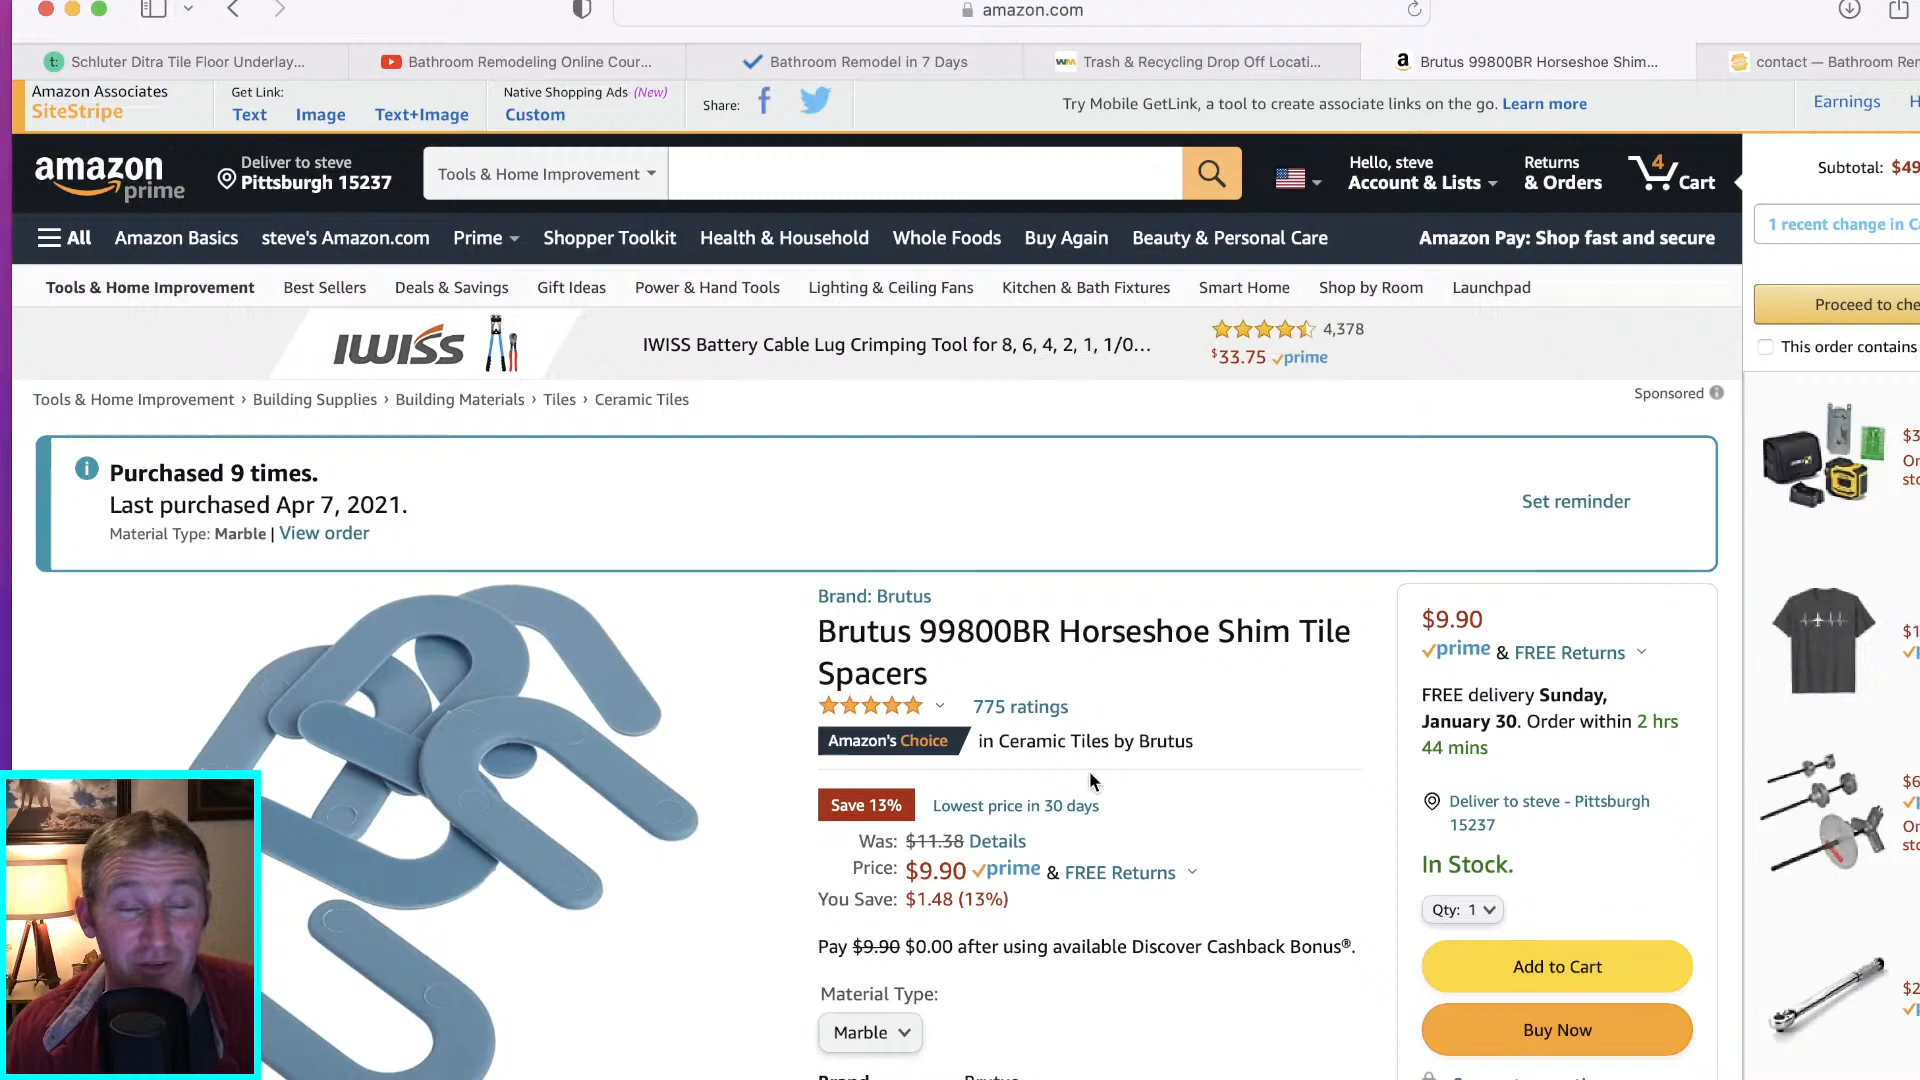 amazon.com
Schluter Ditra Tile Floor Underlay...
Bathroom Remodeling Online Cour...
Bathroom Remodel in 7 Days
Trash & Recycling Drop Off Locati...
Brutus 99800BR Horseshoe Shim...
contact — Bathroom Rer
Amazon Associates
SiteStripe
Get Link:
Text Image Text+Image
Native Shopping Ads (New)
Custom
Share:
Try Mobile GetLink, a tool to create associate links on the go. Learn more
Earnings H
amazon
prime
Deliver to steve
Pittsburgh 15237
Tools & Home Improvement
Hello, steve
Account & Lists
Returns
& Orders
4
Cart
Subtotal: $49
All Amazon Basics steve's Amazon.com Prime Shopper Toolkit Health & Household Whole Foods Buy Again Beauty & Personal Care
Amazon Pay: Shop fast and secure
1 recent change in Ca
Tools & Home Improvement Best Sellers Deals & Savings Gift Ideas Power & Hand Tools Lighting & Ceiling Fans Kitchen & Bath Fixtures Smart Home Shop by Room Launchpad
Proceed to che
This order contains
IWISS
IWISS Battery Cable Lug Crimping Tool for 8, 6, 4, 2, 1, 1/0...
4,378
$33.75 prime
Tools & Home Improvement › Building Supplies › Building Materials › Tiles › Ceramic Tiles
Sponsored
Purchased 9 times.
Last purchased Apr 7, 2021.
Material Type: Marble | View order
Set reminder
Brand: Brutus
Brutus 99800BR Horseshoe Shim Tile
Spacers
775 ratings
Amazon's Choice in Ceramic Tiles by Brutus
Save 13% Lowest price in 30 days
Was: $11.38 Details
Price: $9.90 prime & FREE Returns
You Save: $1.48 (13%)
Pay $9.90 $0.00 after using available Discover Cashback Bonus®.
Material Type:
Marble
Brand Brutus
$9.90
prime & FREE Returns
FREE delivery Sunday,
January 30. Order within 2 hrs
44 mins
Deliver to steve - Pittsburgh
15237
In Stock.
Qty: 1
Add to Cart
Buy Now
$3
Or
sto
$1
$6
Or
sto
$2